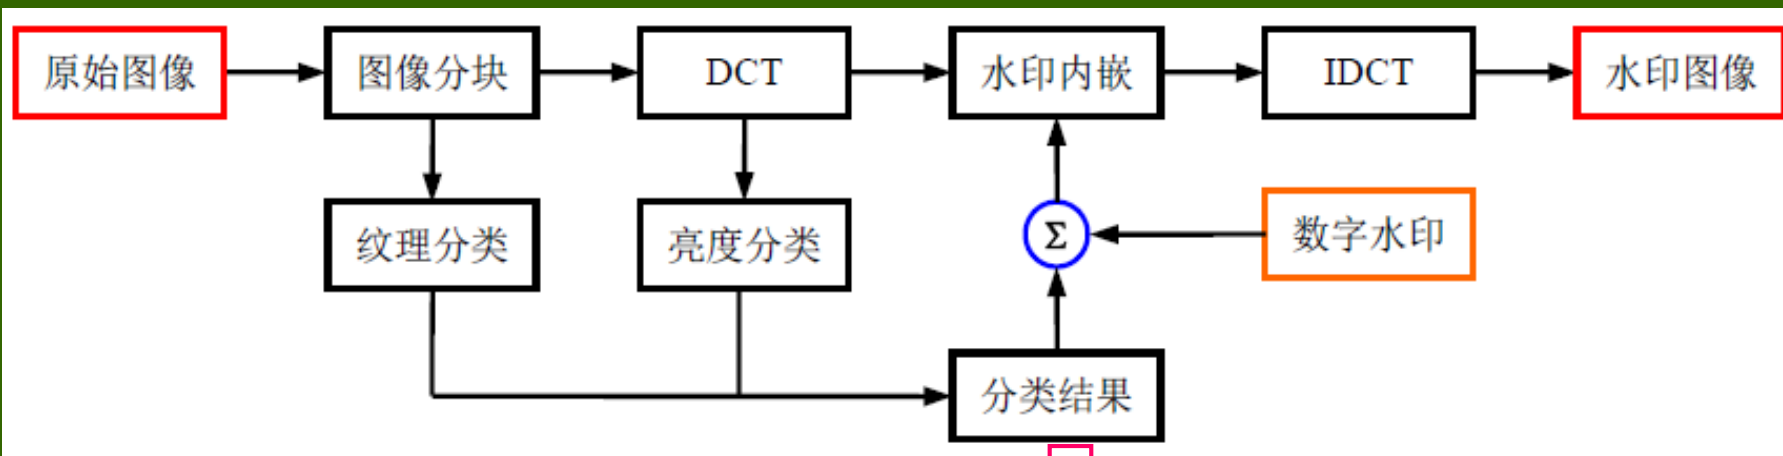 原始图像
图像分块
DCT
水印内嵌
IDCT
水印图像
纹理分类
亮度分类
Σ
数字水印
分类结果